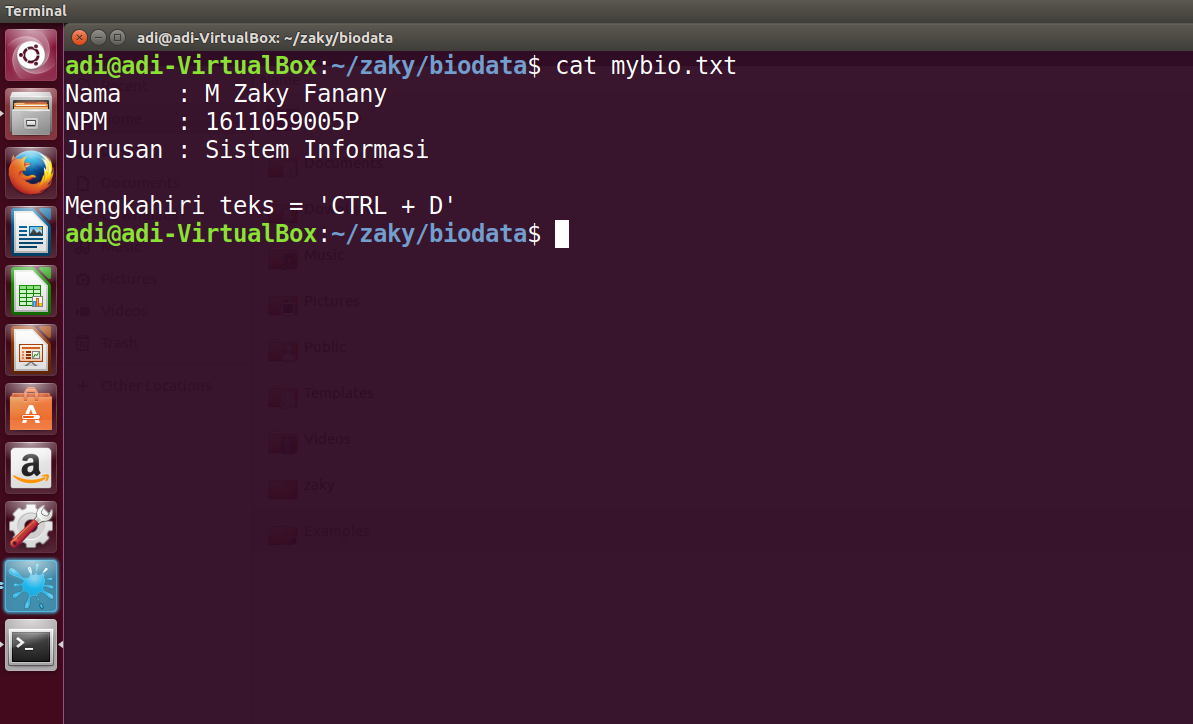 Terminal
adi@adi-VirtualBox: ~/zaky/biodata
adi@adi-VirtualBox:~/zaky/biodata$ cat mybio.txt
Nama    : M Zaky Fanany
NPM     : 1611059005P
Jurusan : Sistem Informasi
Mengkahiri teks = 'CTRL + D'
adi@adi-VirtualBox:~/zaky/biodata$
Documents
Music
Pictures
Pictures
Videos
Public
Trash
Other Locations
Templates
Videos
zaky
Examples